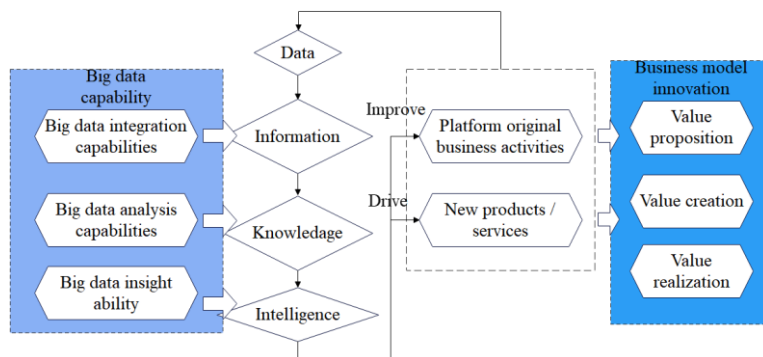 Data
Big data
capability
Big data integration
capabilities
Big data analysis
capabilities
Big data insight
ability
Information
Knowledage
Intelligence
Improve
Platform original
business activities
Drive
New products /
services
Business model
innovation
Value
proposition
Value creation
Value
realization